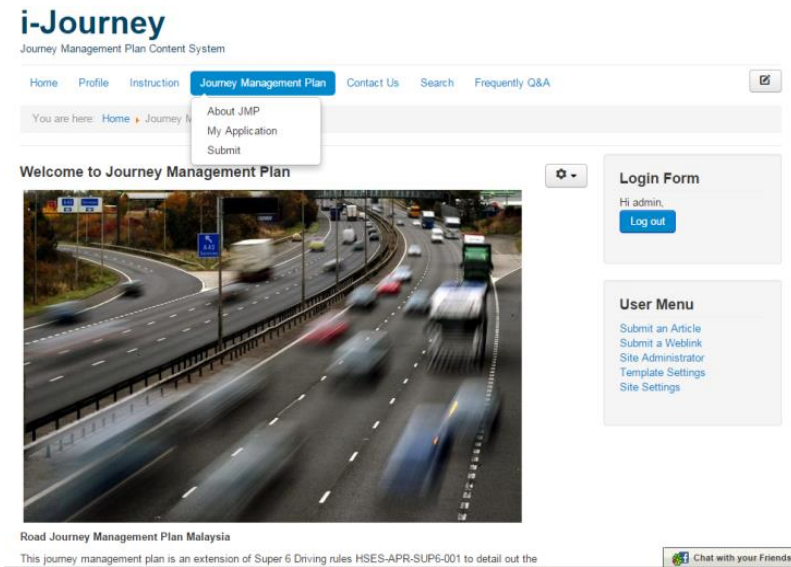 i-Journey
Journey Management Plan Content System
Home Profile Instruction Journey Management Plan Contact Us Search Frequently Q&A
You are here: Home Journey M
About JMP
My Application
Submit
Welcome to Journey Management Plan
Login Form
Hi admin,
Log out
User Menu
Submit an Article
Submit a Weblink
Site Administrator
Template Settings
Site Settings
Road Journey Management Plan Malaysia
This journey management plan is an extension of Super 6 Driving rules HSES-APR-SUP6-001 to detail out the
Chat with your Friends